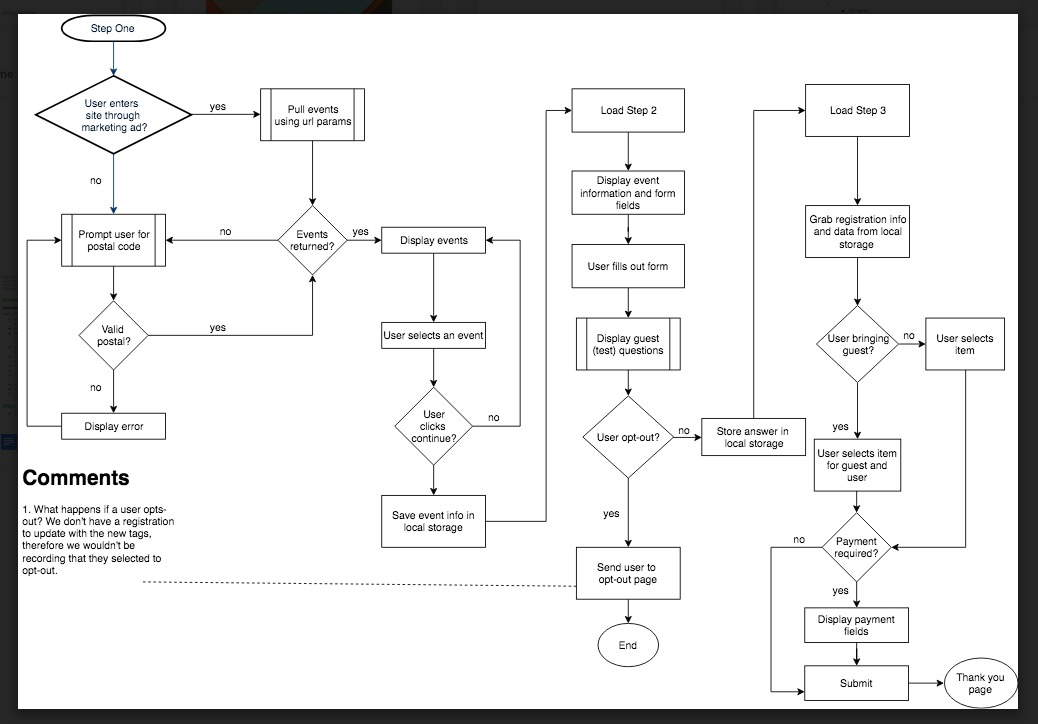 Step One
User enters
site through
marketing ad?
yes
Pull events
using url params
no
Prompt user for
postal code
no
Events
returned?
yes
Display events
Valid
postal?
yes
no
Display error
User selects an event
User
clicks
continue?
no
Save event info in
local storage
Load Step 2
Display event
information and form
fields
User fills out form
Display guest
(test) questions
User opt-out?
no
Store answer in
local storage
yes
Send user to
opt-out page
End
Load Step 3
Grab registration info
and data from local
storage
User bringing
guest?
no
User selects
item
yes
User selects item
for guest and
user
Payment
required?
no
yes
Display payment
fields
Submit
Thank you
page
Comments
1. What happens if a user opts-
out? We don't have a registration
to update with the new tags,
therefore we wouldn't be
recording that they selected to
opt-out.